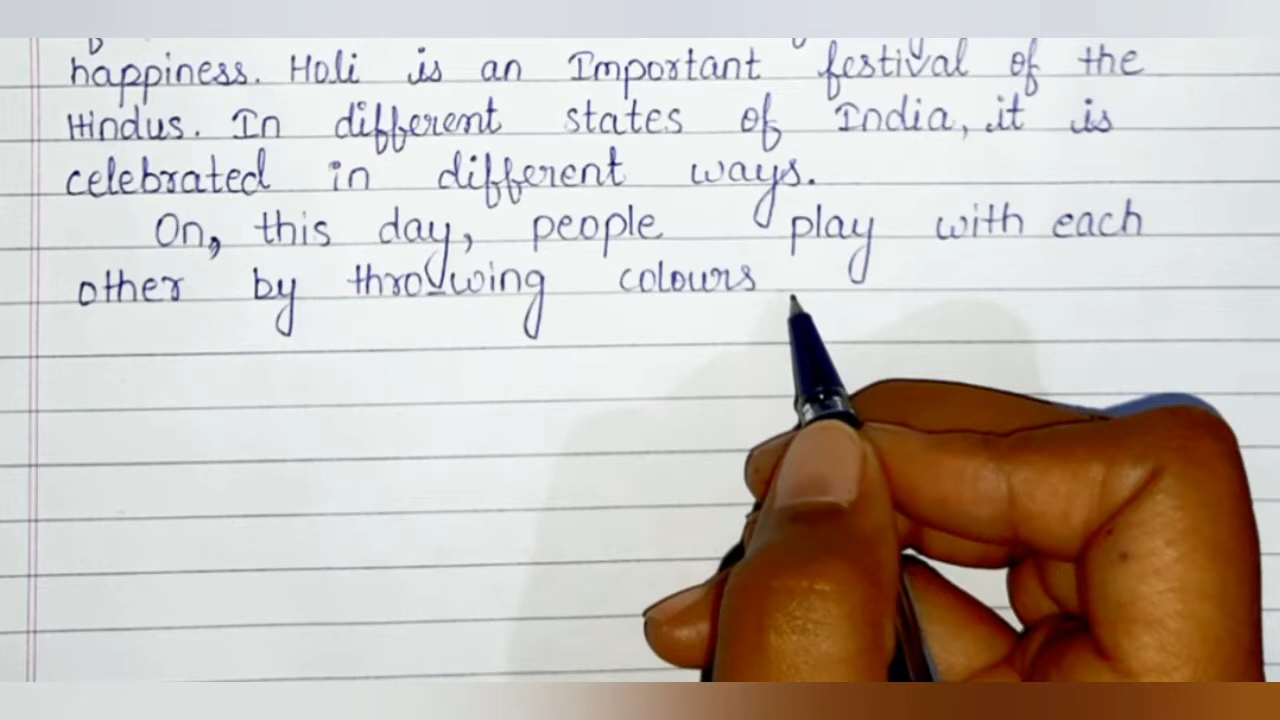 happiness. Holi is an Important festival of the
Hindus. In different states of India, it is
celebrated in different ways.
On, this day, people play with each
other by throwing colours